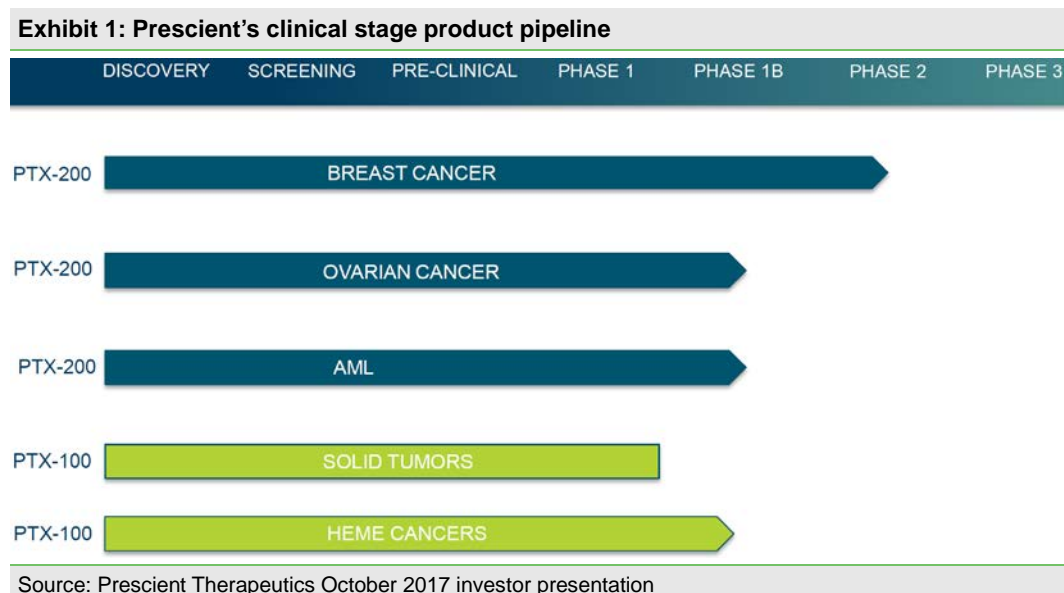 Exhibit 1: Prescient’s clinical stage product pipeline
DISCOVERY SCREENING PRE-CLINICAL PHASE 1 PHASE 1B PHASE 2 PHASE 3
PTX-200 BREAST CANCER
PTX-200 OVARIAN CANCER
PTX-200 AML
PTX-100 SOLID TUMORS
PTX-100 HEME CANCERS
Source: Prescient Therapeutics October 2017 investor presentation